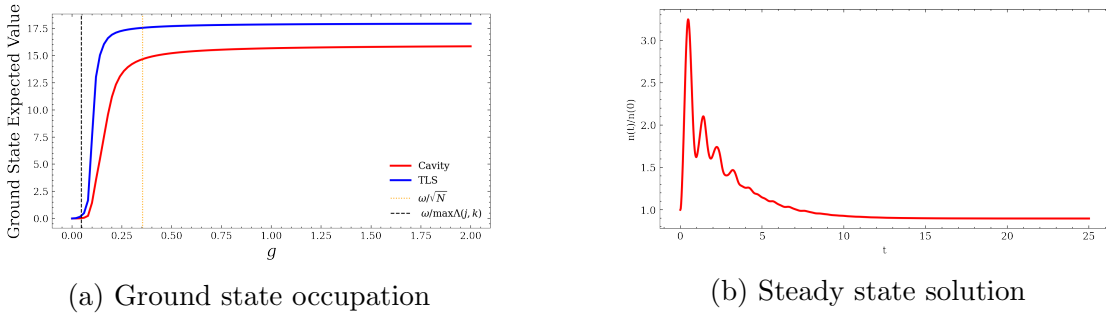 Ground State Expected Value
17.5
15.0
12.5
10.0
7.5
5.0
2.5
0.0
0.00 0.25 0.50 0.75 1.00 1.25 1.50 1.75 2.00
g
Cavity
TLS
ω/√N
ω/maxΛ(j, k)
(a) Ground state occupation
n(t)/n(0)
3.0
2.5
2.0
1.5
1.0
0 5 10 15 20 25
t
(b) Steady state solution